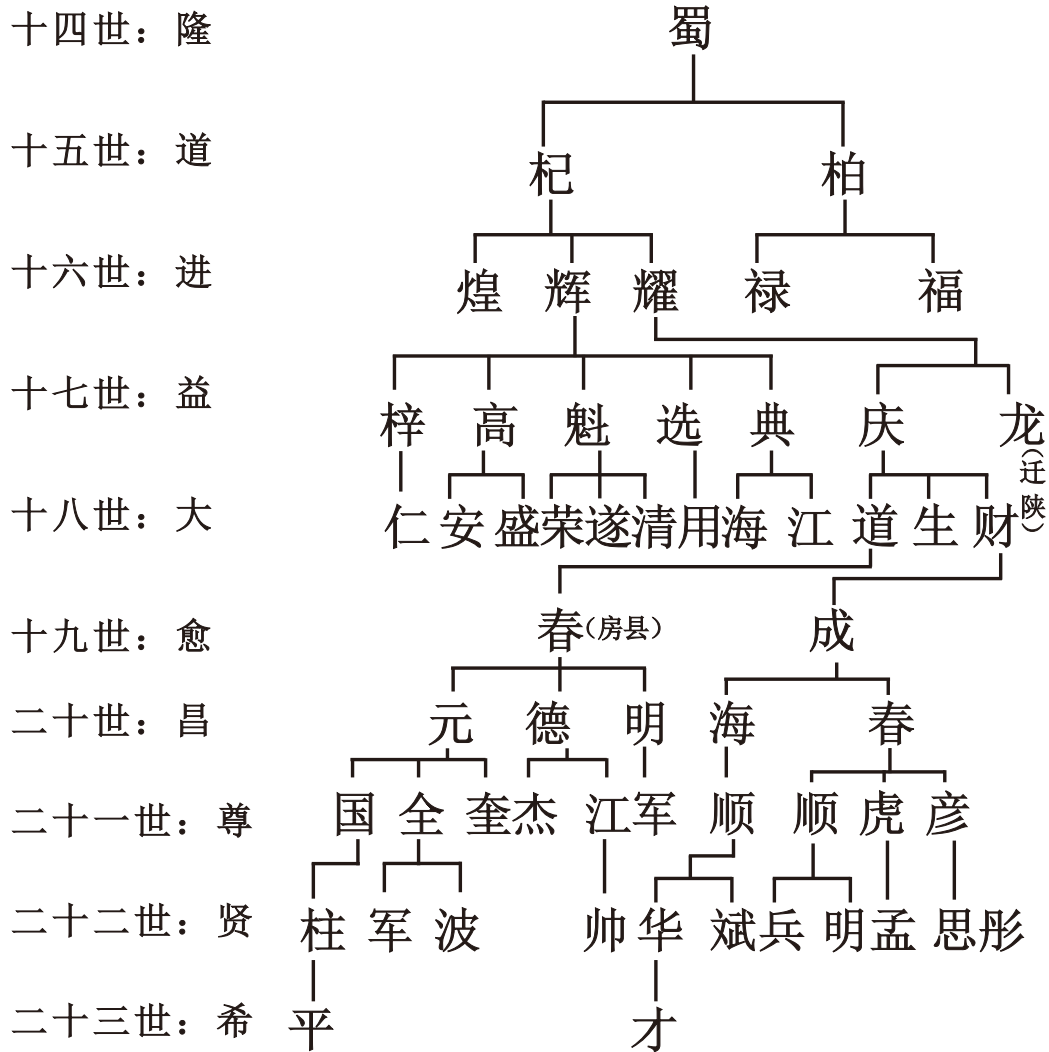 十四世：隆 蜀
十五世：道 杞 柏
十六世：进 煌 辉 耀 禄 福
十七世：益 梓 高 魁 选 典 庆 龙（迁陕）
十八世：大 仁 安 盛 荣 遂 清 用 海 江 道 生 财
十九世：愈 春（房县） 成
二十世：昌 元 德 明 海 春
二十一世：尊 国 全 奎 杰 江 军 顺 顺 虎 彦
二十二世：贤 柱 军 波 帅 华 斌 兵 明 孟 思 彤
二十三世：希 平 才